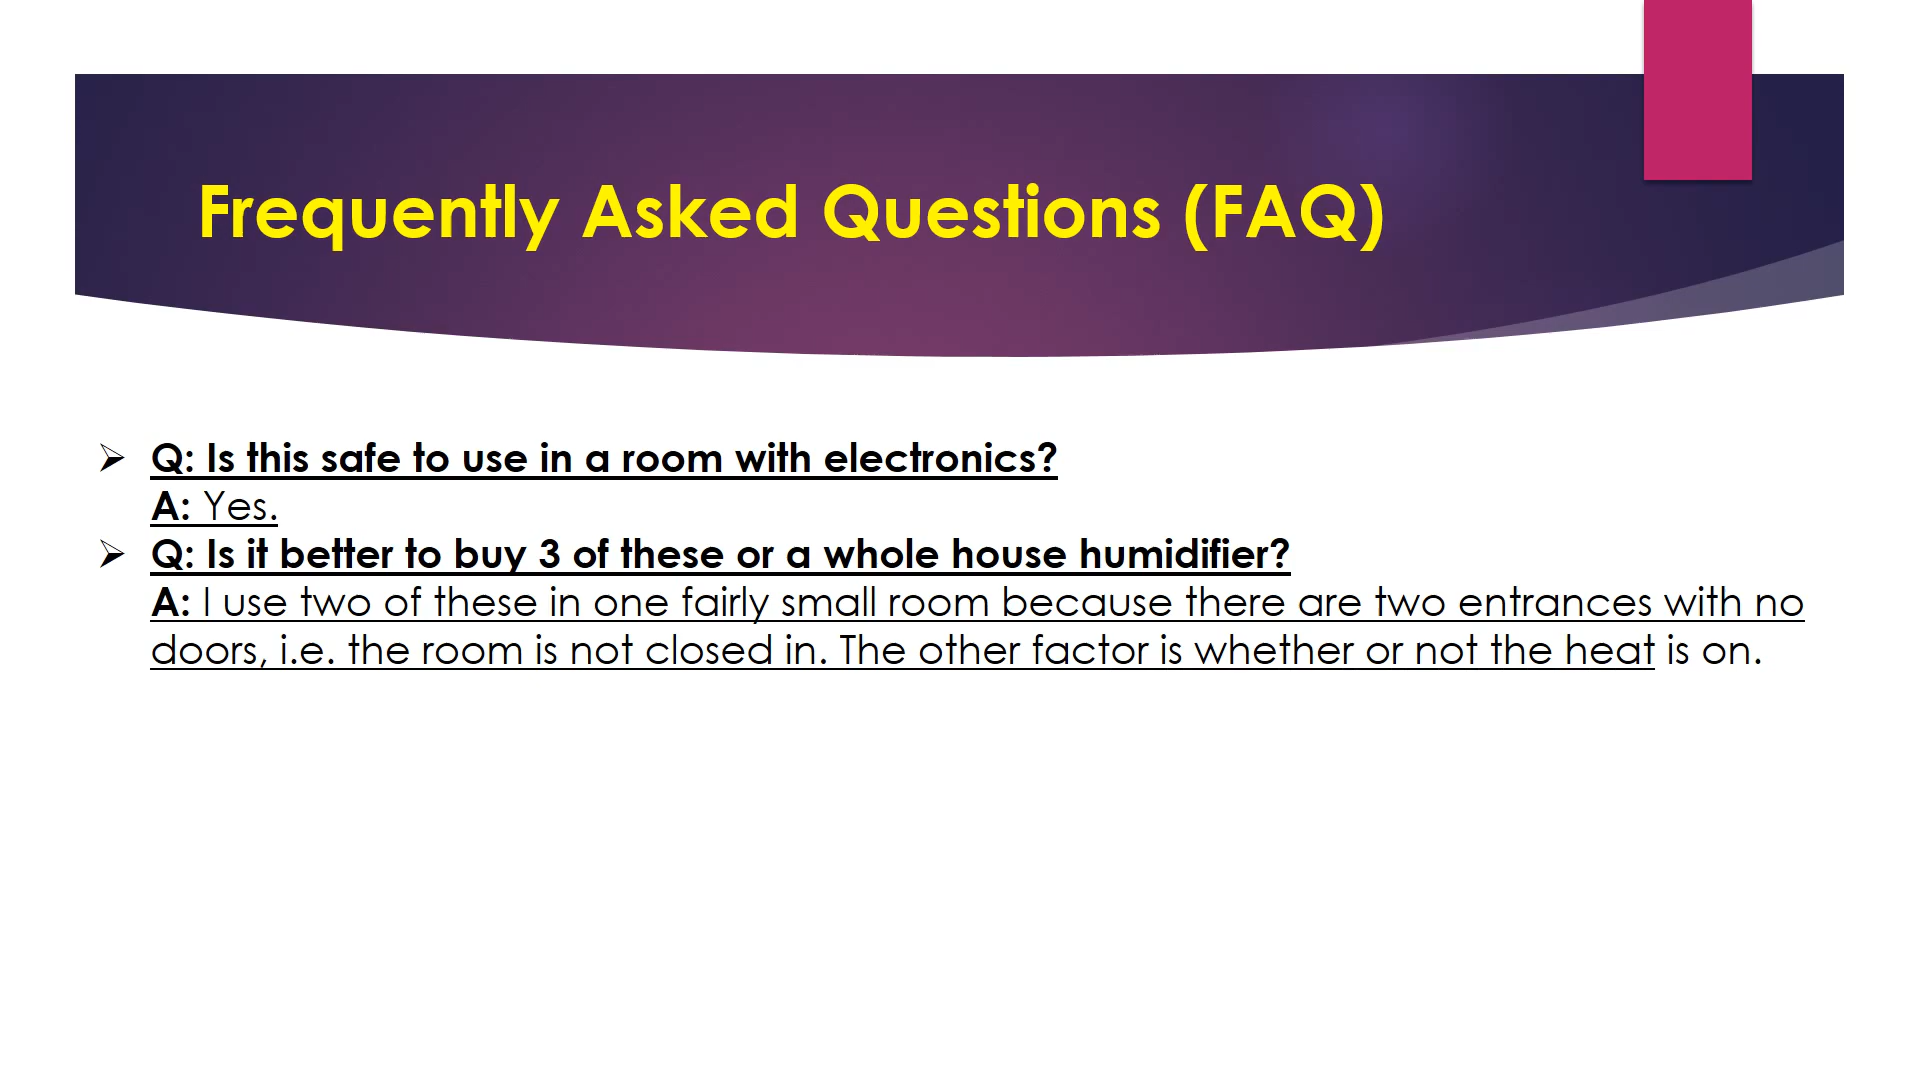 Frequently Asked Questions (FAQ)
Q: Is this safe to use in a room with electronics?
A: Yes.
Q: Is it better to buy 3 of these or a whole house humidifier?
A: I use two of these in one fairly small room because there are two entrances with no
doors, i.e. the room is not closed in. The other factor is whether or not the heat is on.